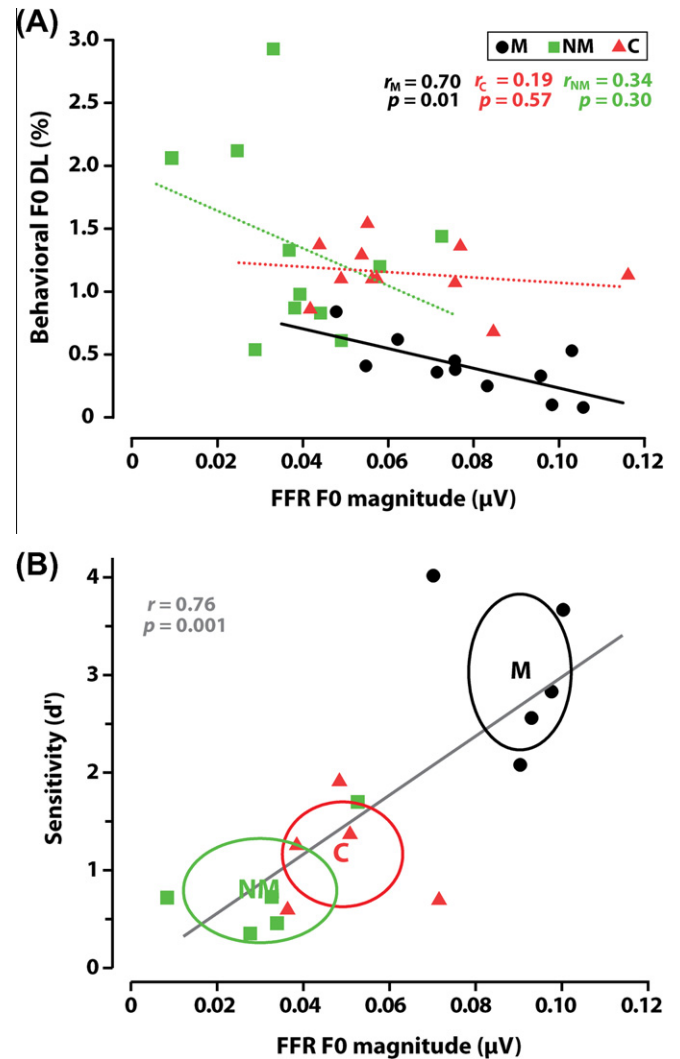 (A)
M NM C
rM = 0.70 rC = 0.19 rNM = 0.34
p = 0.01 p = 0.57 p = 0.30
Behavioral F0 DL (%)
3.0
2.5
2.0
1.5
1.0
0.5
0
0 0.02 0.04 0.06 0.08 0.10 0.12
FFR F0 magnitude (µV)
(B)
r = 0.76
p = 0.001
Sensitivity (d')
4
3
2
1
0
M
C
NM
0 0.02 0.04 0.06 0.08 0.10 0.12
FFR F0 magnitude (µV)